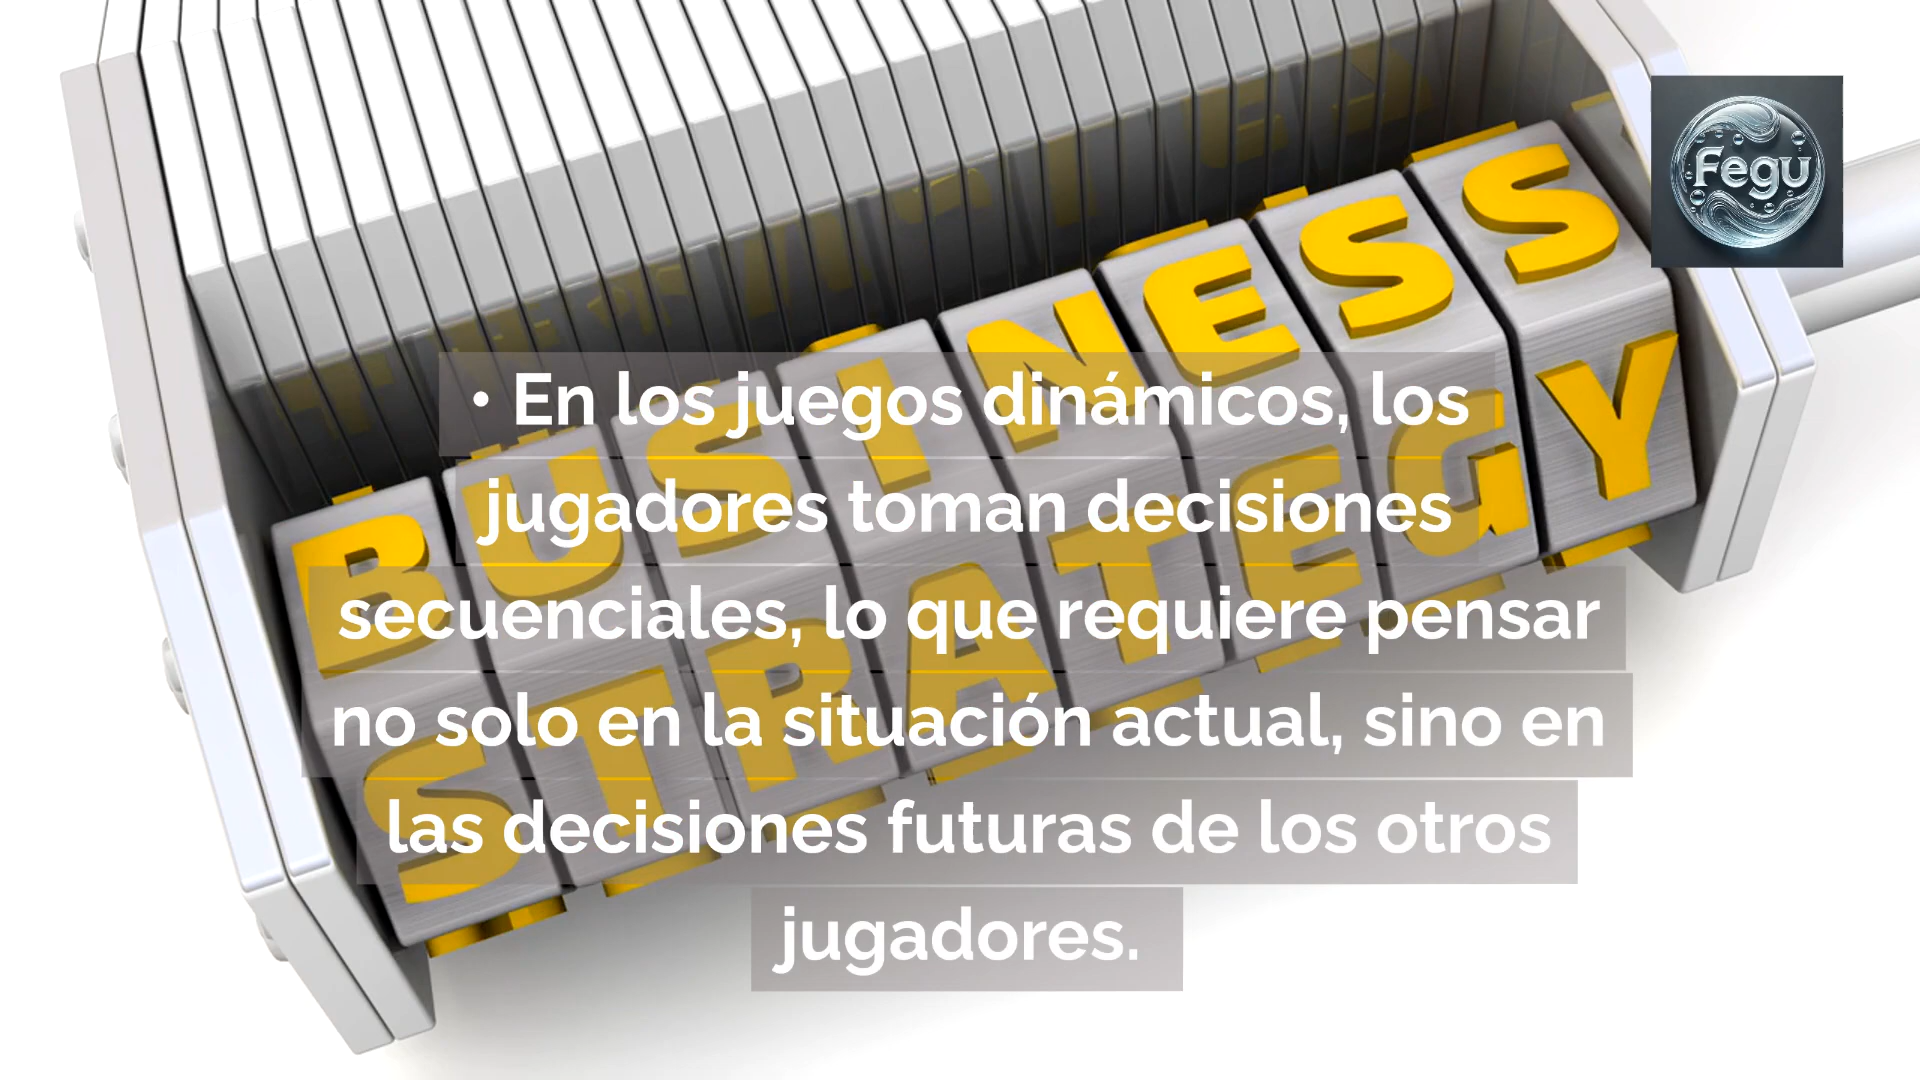 Fegu
BUSINESS
STRATEGY
• En los juegos dinámicos, los
jugadores toman decisiones
secuenciales, lo que requiere pensar
no solo en la situación actual, sino en
las decisiones futuras de los otros
jugadores.